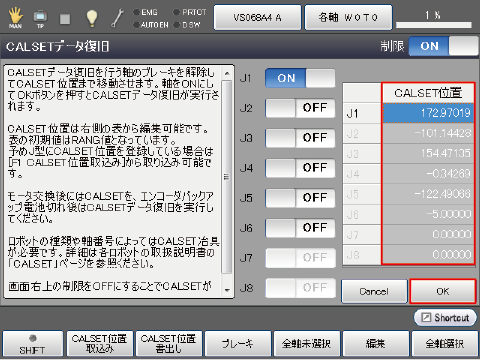 MAN
TP
EMG
PRTCT
AUTOEN
DSW
VS068A4 A
各軸 W0T0
1 %
CALSETデータ復旧
制限
ON
CALSETデータ復旧を行う軸のブレーキを解除し
てCALSET位置まで移動させます。軸をONにし
てOKボタンを押すとCALSETデータ復旧が実行さ
れます。
CALSET位置は右側の表から編集可能です。
表の初期値はRANG値となっています。
予めJ型にCALSET位置を登録している場合は
[F1 CALSET位置取込み]から取り込み可能で
す。
モータ交換後にはCALSETを、エンコーダバックア
ップ電池切れ後はCALSETデータ復旧を実行し
てください。
ロボットの種類や軸番号によってはCALSET冶具
が必要です。詳細は各ロボットの取扱説明書の
「CALSET」ページを参照ください。
画面右上の制限をOFFにすることでCALSETが
J1 ON
J2 OFF
J3 OFF
J4 OFF
J5 OFF
J6 OFF
J7 OFF
J8 OFF
CALSET位置
J1 172.97019
J2 -101.14428
J3 154.47135
J4 -0.34269
J5 -122.49066
J6 -5.00000
J7 0.00000
J8 0.00000
Cancel
OK
Shortcut
SHIFT
CALSET位置
取込み
CALSET位置
書出し
ブレーキ
全軸未選択
編集
全軸選択